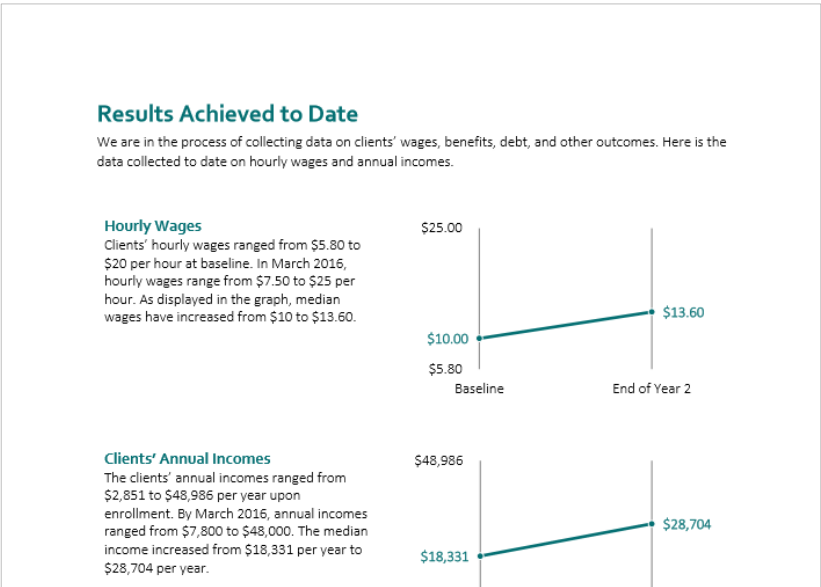 Results Achieved to Date
We are in the process of collecting data on clients' wages, benefits, debt, and other outcomes. Here is the
data collected to date on hourly wages and annual incomes.
Hourly Wages
Clients' hourly wages ranged from $5.80 to
$20 per hour at baseline. In March 2016,
hourly wages range from $7.50 to $25 per
hour. As displayed in the graph, median
wages have increased from $10 to $13.60.
$25.00
$13.60
$10.00
$5.80
Baseline
End of Year 2
Clients' Annual Incomes
The clients' annual incomes ranged from
$2,851 to $48,986 per year upon
enrollment. By March 2016, annual incomes
ranged from $7,800 to $48,000. The median
income increased from $18,331 per year to
$28,704 per year.
$48,986
$28,704
$18,331